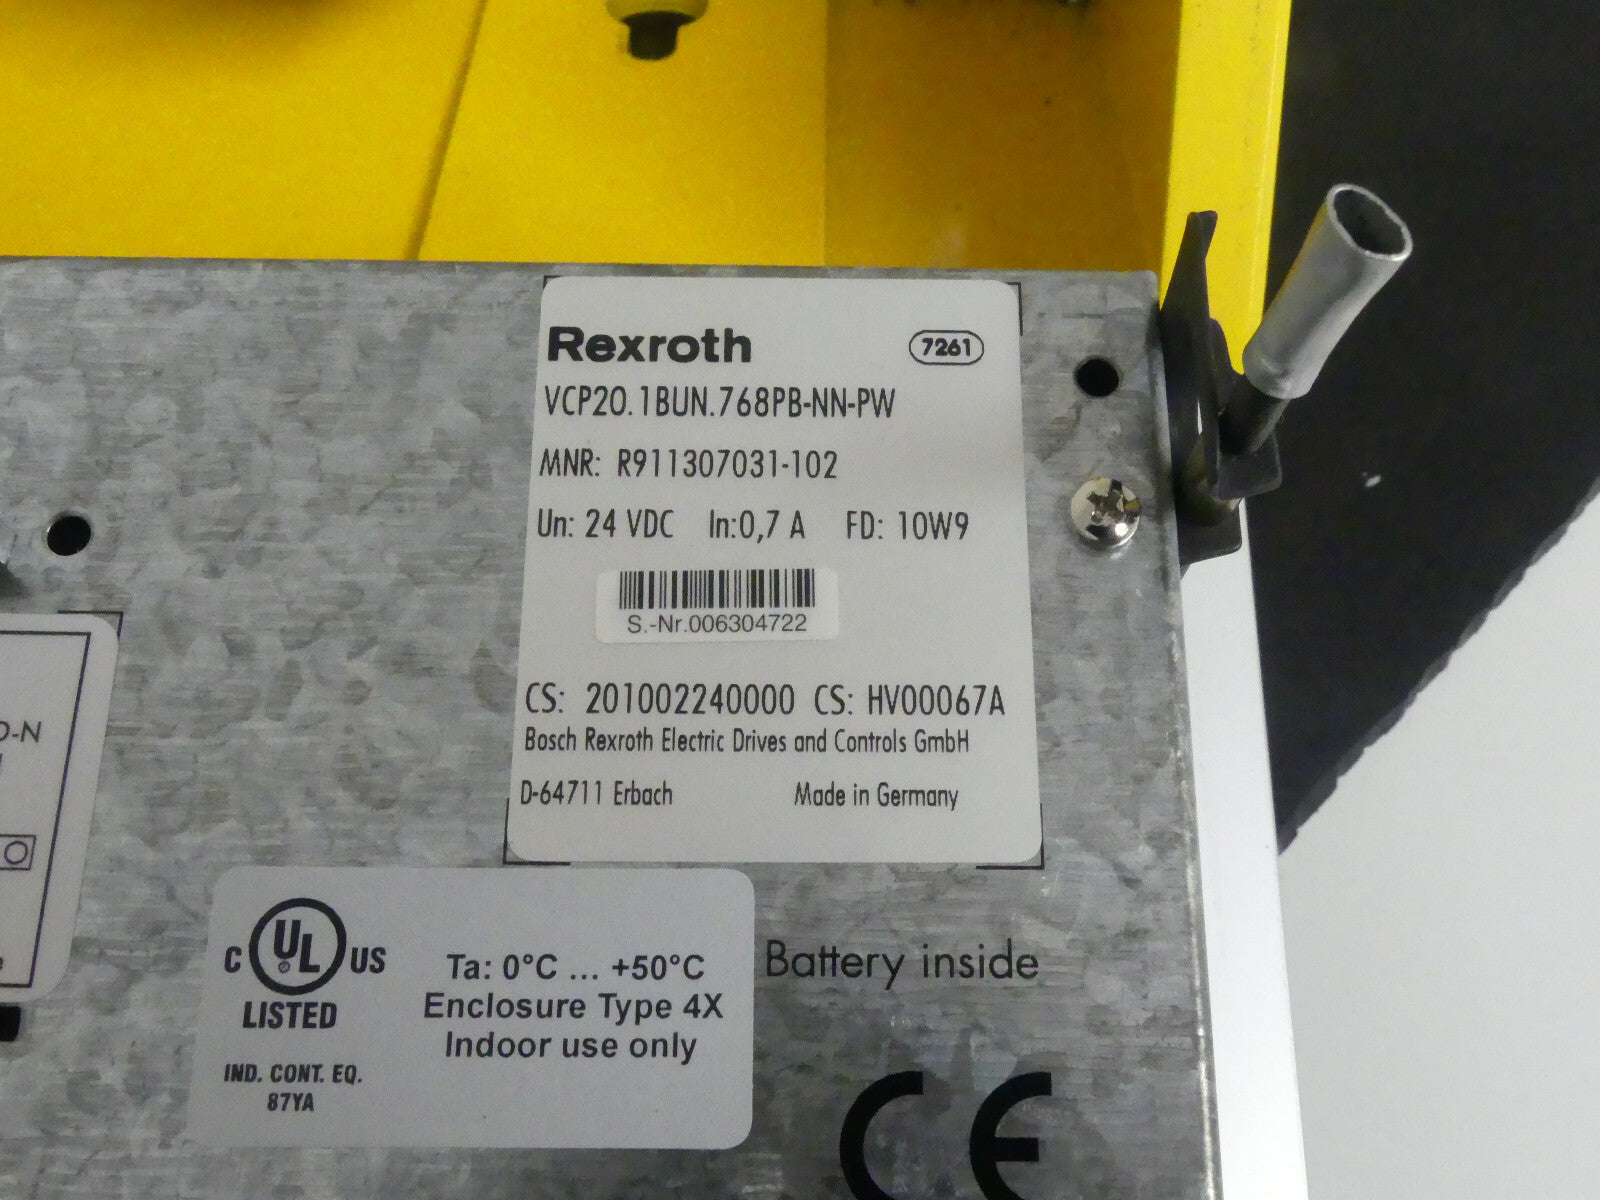 Rexroth 7261
VCP20.1BUN.768PB-NN-PW
MNR: R911307031-102
Un: 24 VDC In:0,7 A FD: 10W9
S.-Nr.006304722
CS: 201002240000 CS: HV00067A
Bosch Rexroth Electric Drives and Controls GmbH
D-64711 Erbach Made in Germany
-N
C UL US
LISTED
IND. CONT. EQ.
87YA
Ta: 0°C ... +50°C
Enclosure Type 4X
Indoor use only
Battery inside
CE